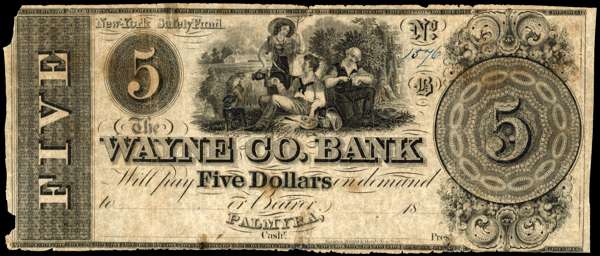 FIVE
New-York Safety Fund.
No
1576
5
B
The
WAYNE CO. BANK
5
Will pay Five Dollars on demand
to or Bearer 18
PALMYRA,
Cash.r Pres